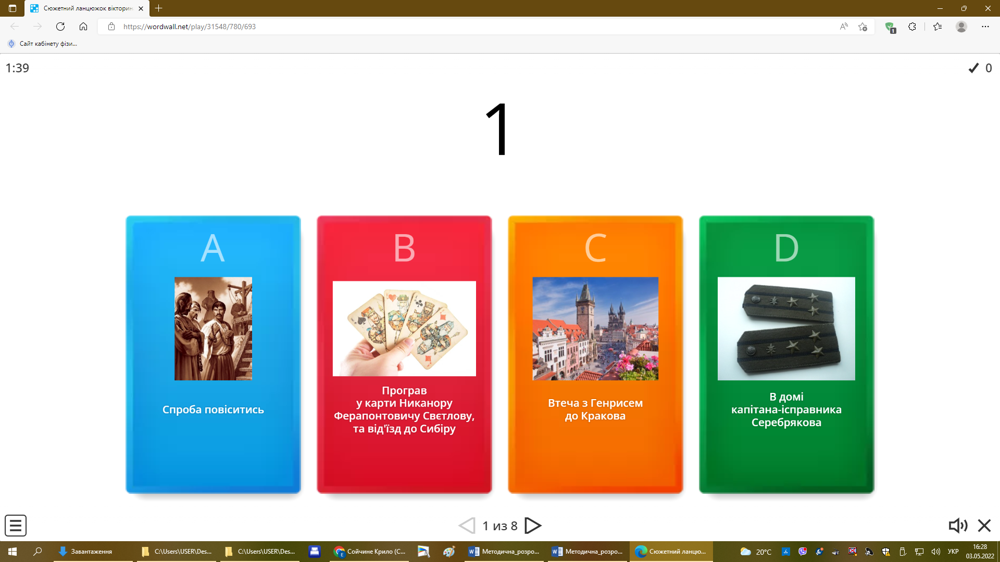 Сюжетний ланцюжок вікторин
https://wordwall.net/play/31548/780/693
1
Сайт кабінету фізи...
1:39
0
1
A
B
C
D
Спроба повіситись
Програв
у карти Никанору
Ферапонтовичу Свєтлову,
та від'їзд до Сибіру
Втеча з Генрисем
до Кракова
В домі
капітана-ісправника
Серебрякова
1 из 8
Завантаження
C:\Users\USER\Des...
C:\Users\USER\Des...
Сойчине Крило (С...
Методична_розро...
Методична_розро...
Сюжетний ланцю...
20°C
УКР
16:28
03.05.2022